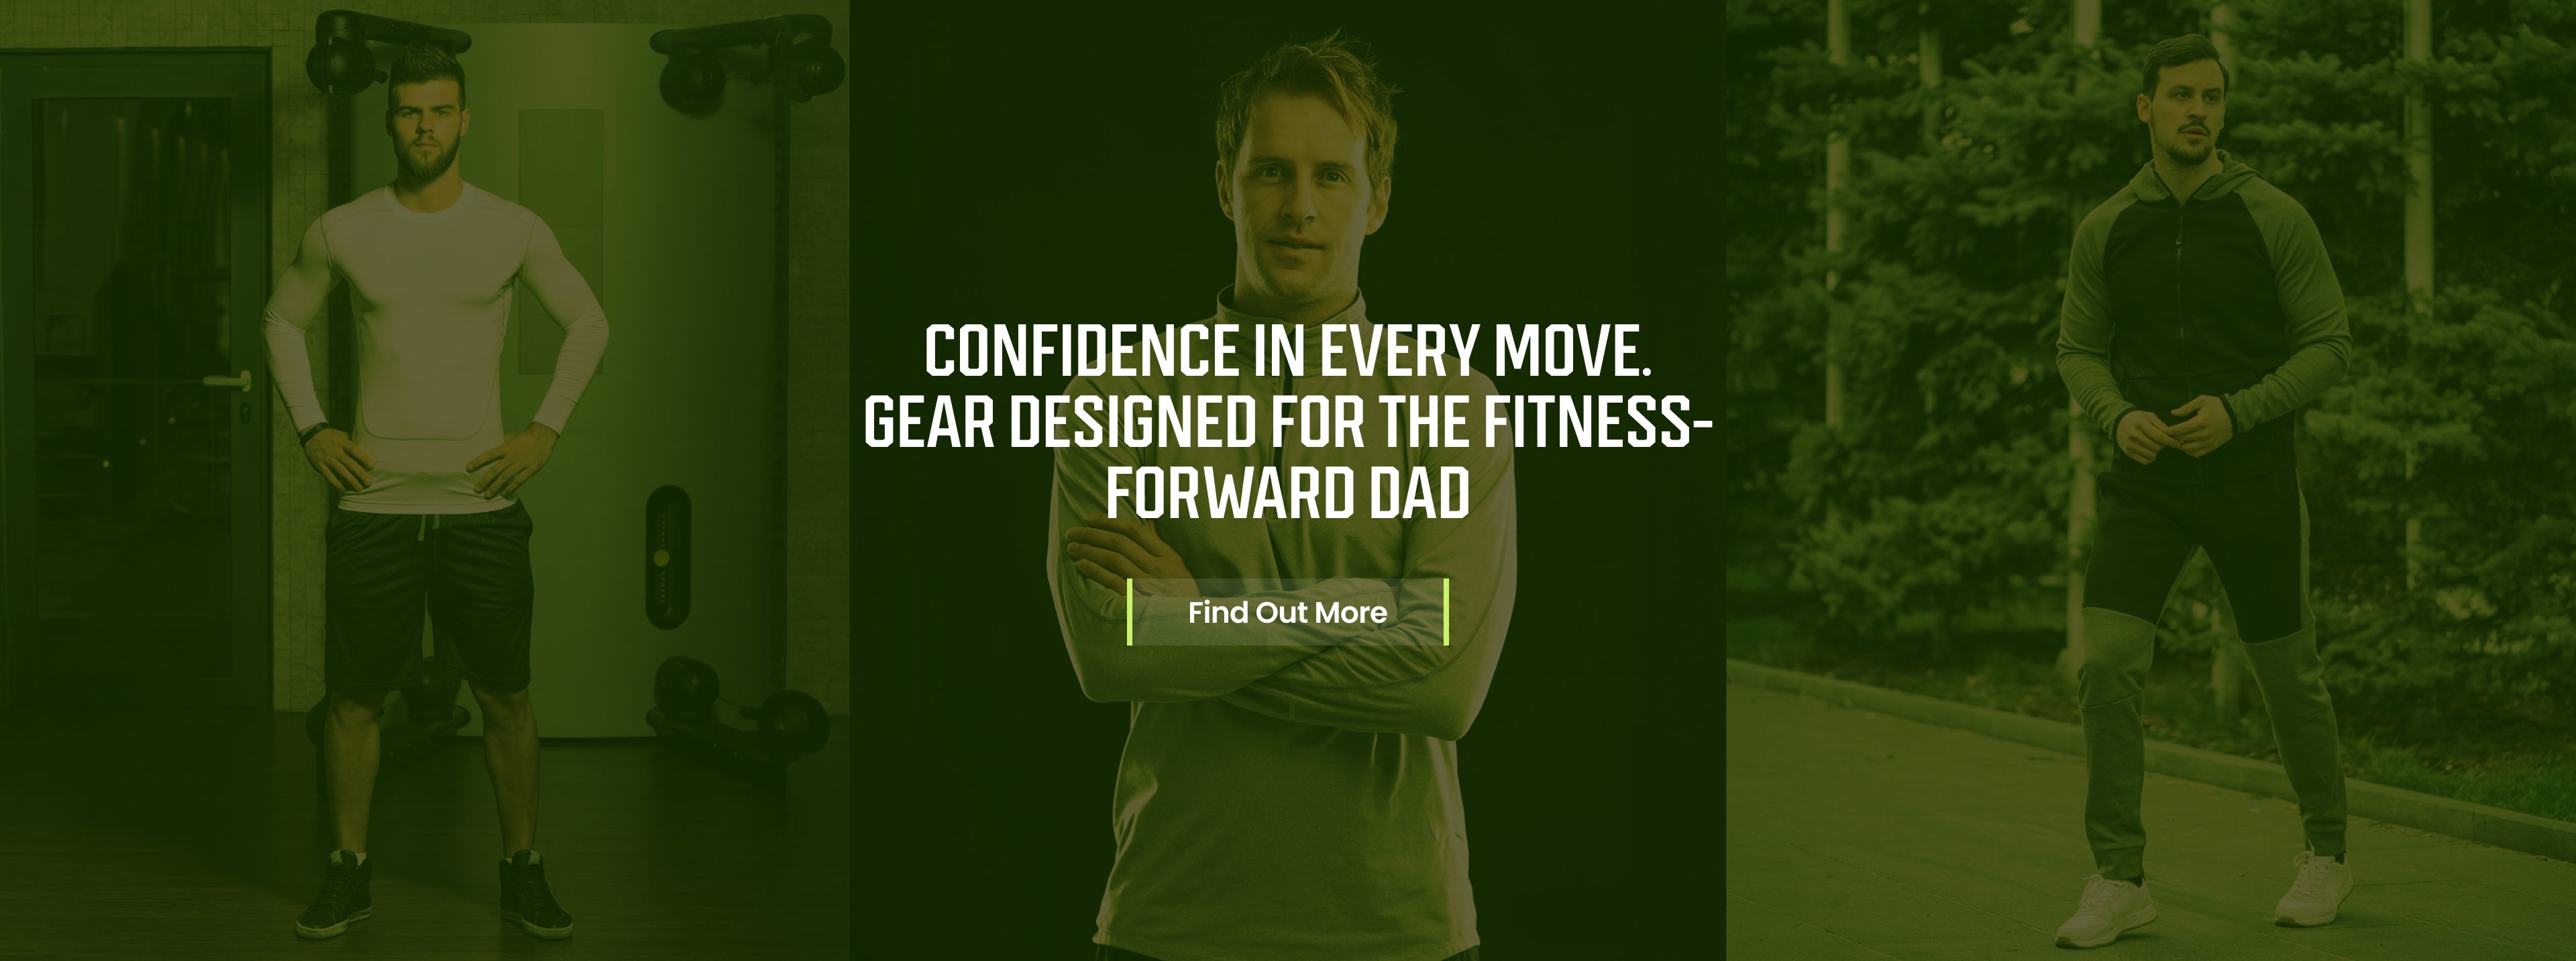 CONFIDENCE IN EVERY MOVE.
GEAR DESIGNED FOR THE FITNESS-
FORWARD DAD
Find Out More